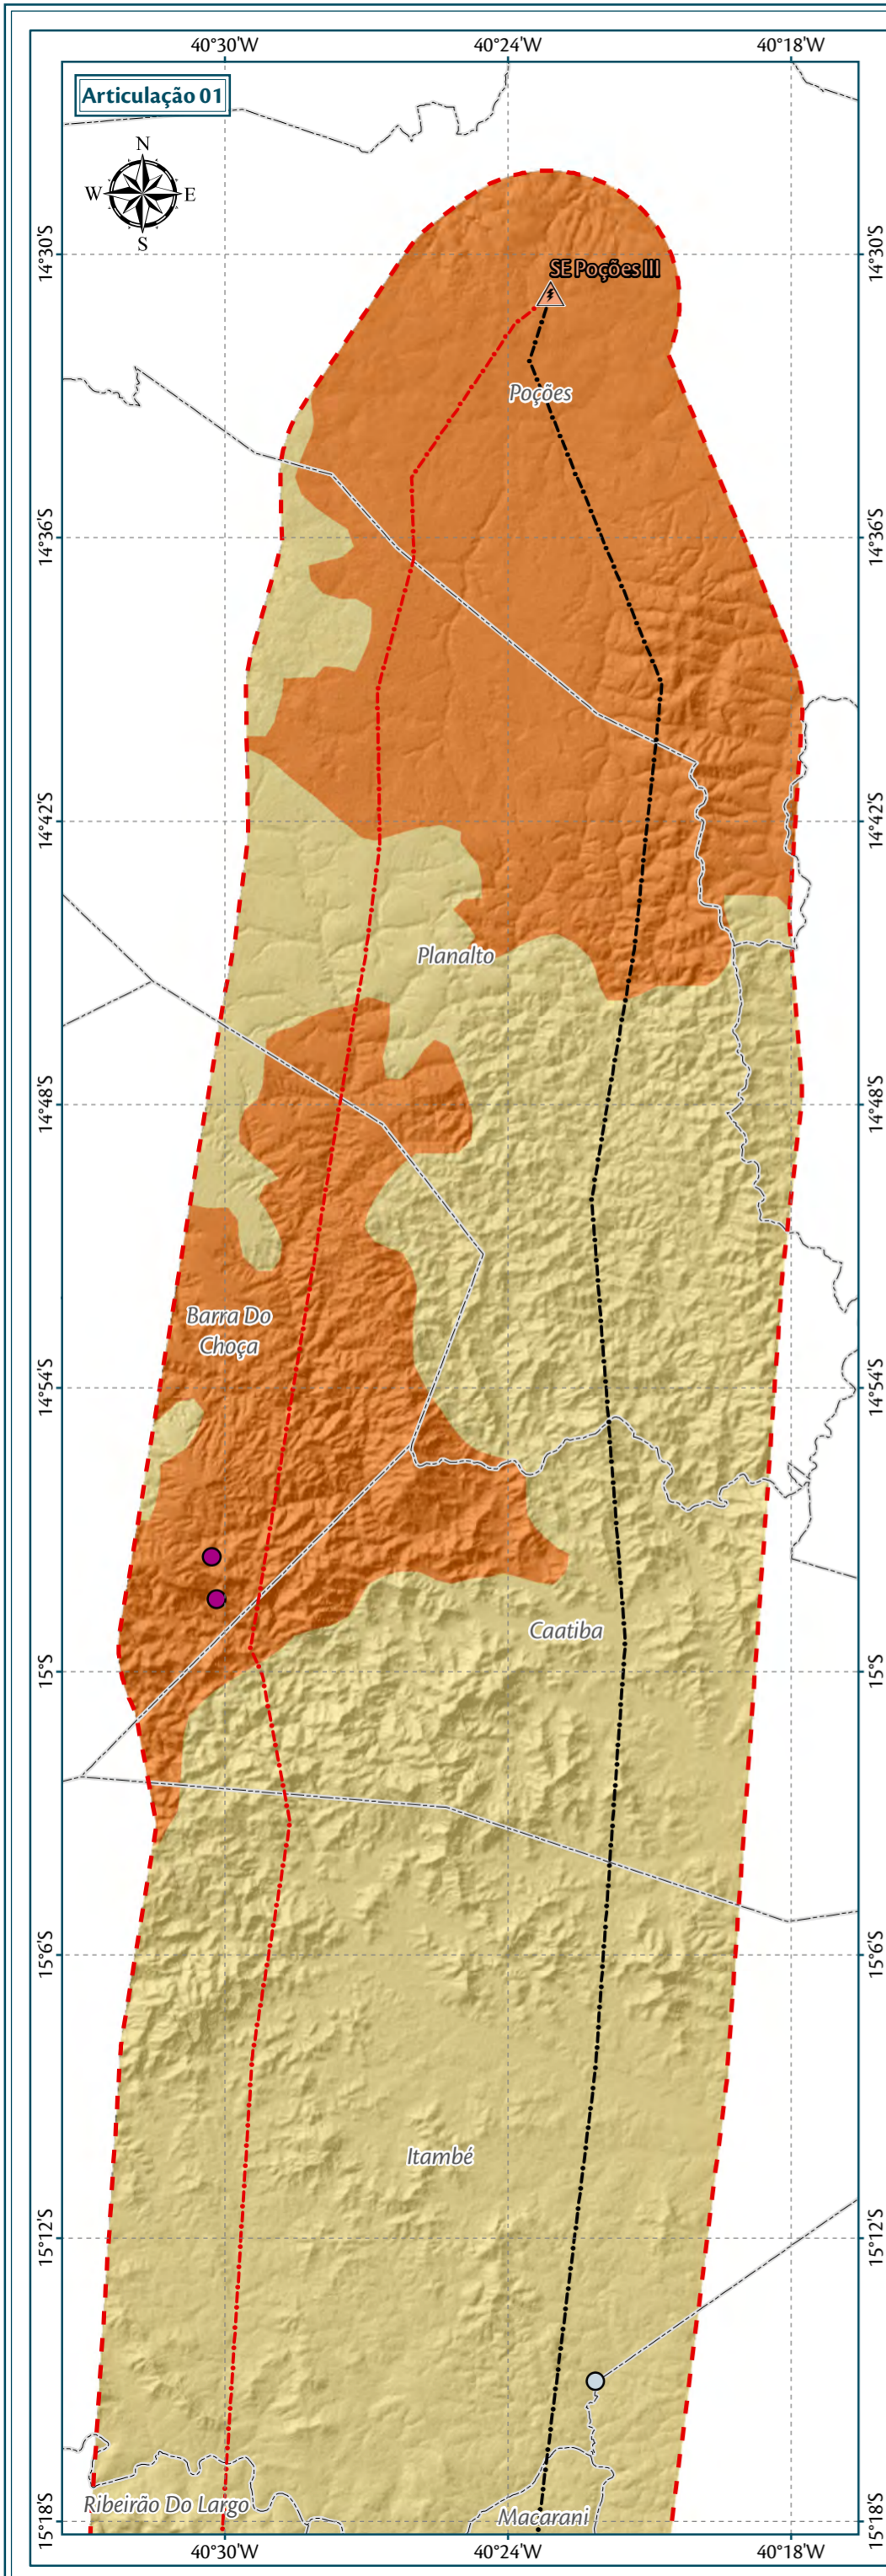 40°30'W
40°24'W
40°18'W
Articulação 01
N
W
E
S
14°30'S
14°30'S
SE Poções III
Poções
14°36'S
14°36'S
14°42'S
14°42'S
Planalto
14°48'S
14°48'S
Barra Do
Choça
14°54'S
14°54'S
Caatiba
15°S
15°S
15°6'S
15°6'S
Itambé
15°12'S
15°12'S
Ribeirão Do Largo
Macarani
15°18'S
15°18'S
40°30'W
40°24'W
40°18'W